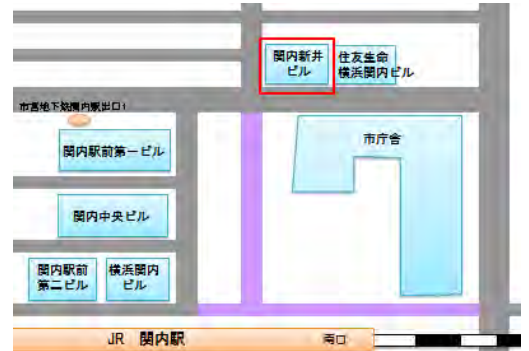 関内新井
ビル
住友生命
横浜関内ビル
市営地下鉄関内駅出口1
市庁舎
関内駅前第一ビル
関内中央ビル
関内駅前
第二ビル
横浜関内
ビル
JR 関内駅
南口